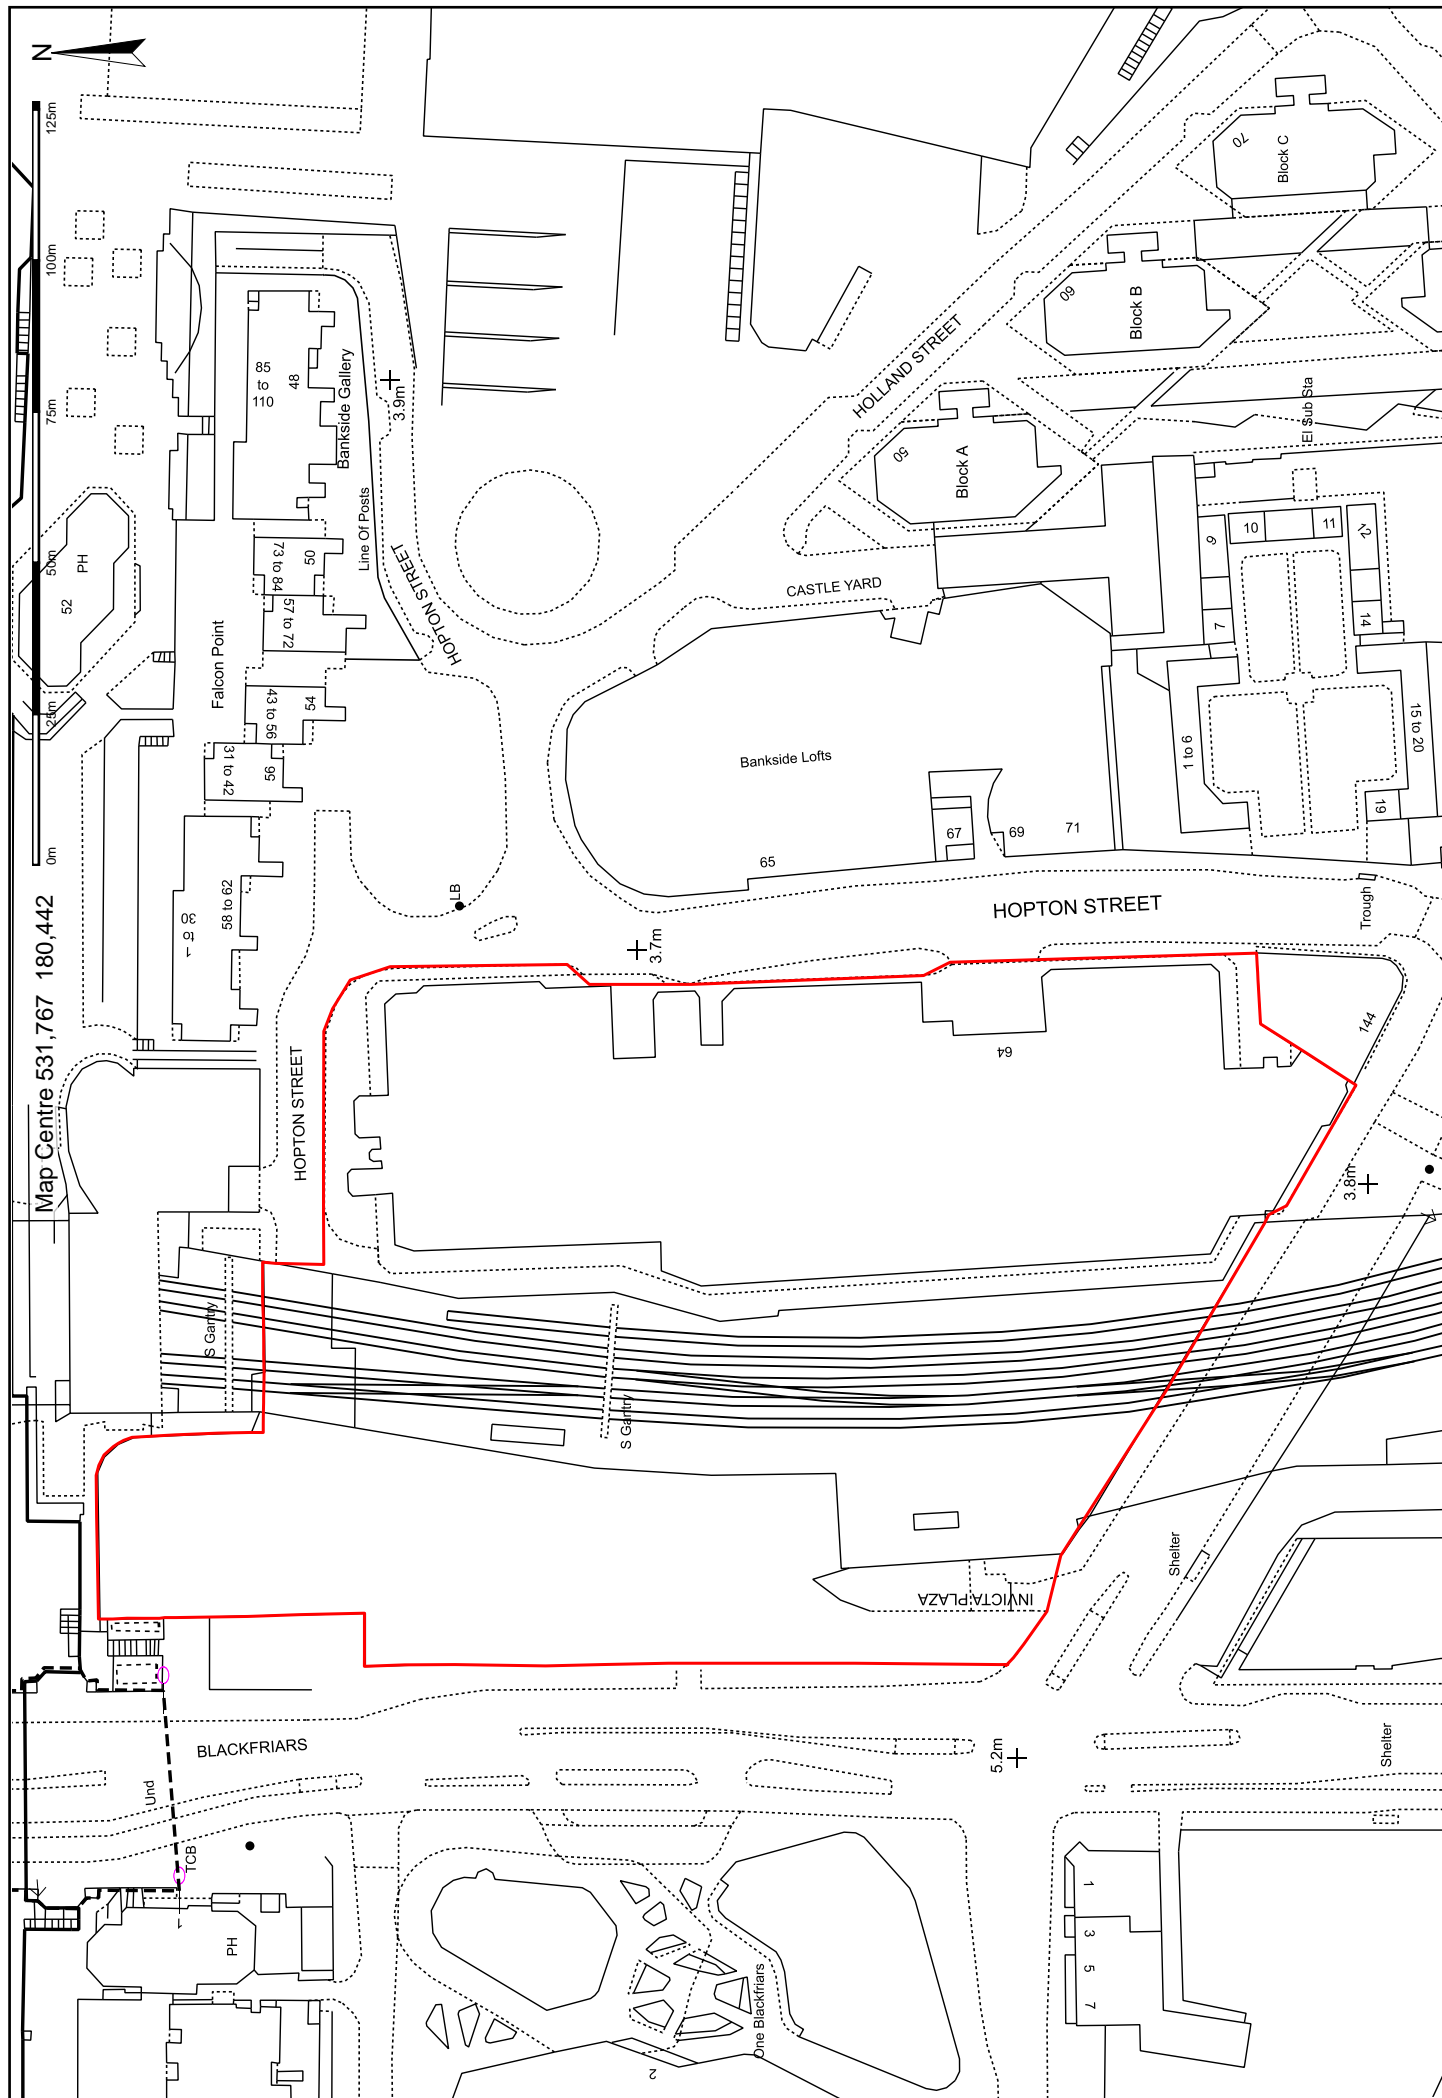 N
0m
25m
50m
75m
100m
125m
Map Centre 531,767 180,442
52
PH
Falcon Point
85
to
110
48
Bankside Gallery
3.9m
Line Of Posts
73 to 84
50
57 to 72
HOPTON STREET
43 to 56
54
31 to 42
56
58 to 62
1
to
30
LB
HOPTON STREET
HOLLAND STREET
CASTLE YARD
50
Block A
60
Block B
70
Block C
El Sub Sta
9
10
11
12
7
14
1 to 6
15 to 20
19
Bankside Lofts
65
67
69
71
HOPTON STREET
Trough
3.7m
64
144
3.8m
S Gantry
S Gantry
INVICTA PLAZA
Shelter
BLACKFRIARS
Und
TCB
5.2m
Shelter
1
PH
One Blackfriars
2
1
3
5
7